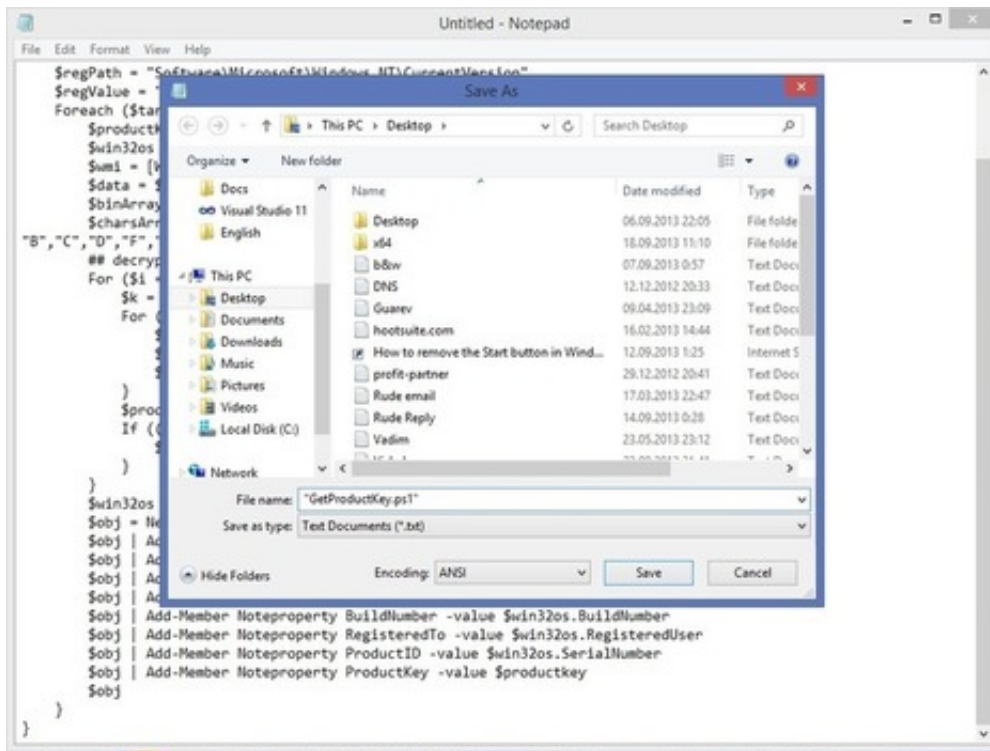 Untitled - Notepad
File Edit Format View Help
$regPath = "Software\Microsoft\Windows NT\CurrentVersion"
$regValue = "
Foreach ($tar
$productK
$win32os
$wmi = [W
$data = $
$binArray
$charsArr
"B","C","D","F","
## decryp
For ($i =
$k =
For (
$
$
$
}
$proc
If ((
$
}
}
$win32os
$obj = Ne
$obj | Ad
$obj | Ad
$obj | Ad
$obj | Ad
$obj | Add-Member Noteproperty BuildNumber -value $win32os.BuildNumber
$obj | Add-Member Noteproperty RegisteredTo -value $win32os.RegisteredUser
$obj | Add-Member Noteproperty ProductID -value $win32os.SerialNumber
$obj | Add-Member Noteproperty ProductKey -value $productkey
$obj
}
}
Save As
This PC Desktop
Search Desktop
Organize New folder
Docs
Visual Studio 11
English
This PC
Desktop
Documents
Downloads
Music
Pictures
Videos
Local Disk (C:)
Network
Name Date modified Type
Desktop 06.09.2013 22:05 File folde
x64 18.09.2013 11:10 File folde
b&w 07.09.2013 0:57 Text Docu
DNS 12.12.2012 20:33 Text Docu
Guarev 09.04.2013 23:09 Text Docu
hootsuite.com 16.02.2013 14:44 Text Docu
How to remove the Start button in Wind... 12.09.2013 1:25 Internet S
profit-partner 29.12.2012 20:41 Text Docu
Rude email 17.03.2013 22:47 Text Docu
Rude Reply 14.09.2013 0:28 Text Docu
Vadim 23.05.2013 23:12 Text Docu
File name: "GetProductKey.ps1"
Save as type: Text Documents (*.txt)
Hide Folders
Encoding: ANSI
Save
Cancel